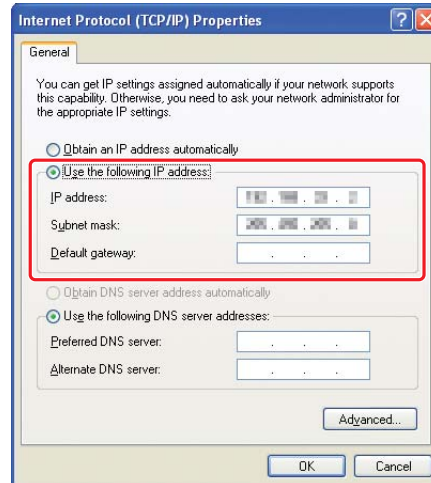 Internet Protocol (TCP/IP) Properties
General
You can get IP settings assigned automatically if your network supports
this capability. Otherwise, you need to ask your network administrator for
the appropriate IP settings.
Obtain an IP address automatically
Use the following IP address:
IP address:
Subnet mask:
Default gateway:
Obtain DNS server address automatically
Use the following DNS server addresses:
Preferred DNS server:
Alternate DNS server:
Advanced...
OK Cancel